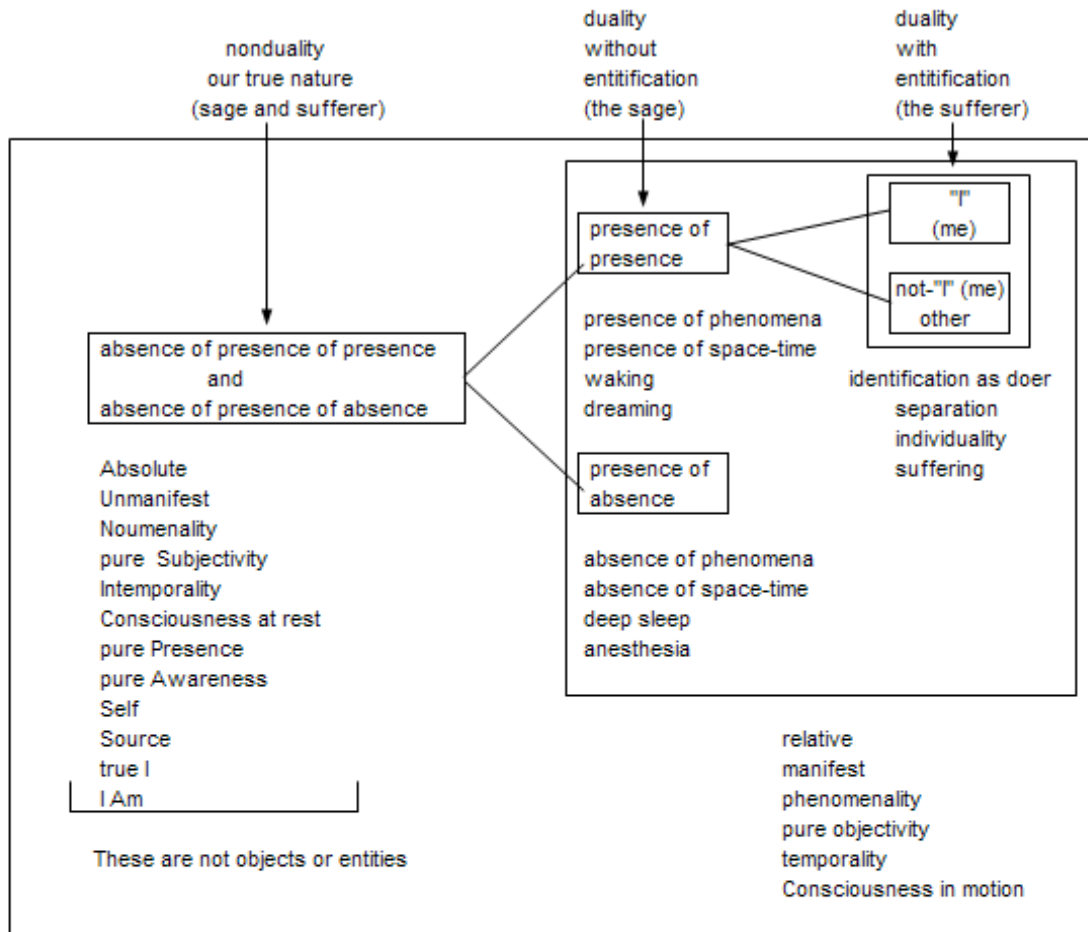 nonduality
our true nature
(sage and sufferer)
duality
without
entitification
(the sage)
duality
with
entitification
(the sufferer)
absence of presence of presence
and
absence of presence of absence
Absolute
Unmanifest
Noumenality
pure Subjectivity
Intemporality
Consciousness at rest
pure Presence
pure Awareness
Self
Source
true I
I Am
These are not objects or entities
presence of
presence
presence of phenomena
presence of space-time
waking
dreaming
presence of
absence
absence of phenomena
absence of space-time
deep sleep
anesthesia
"I"
(me)
not-"I" (me)
other
identification as doer
separation
individuality
suffering
relative
manifest
phenomenality
pure objectivity
temporality
Consciousness in motion